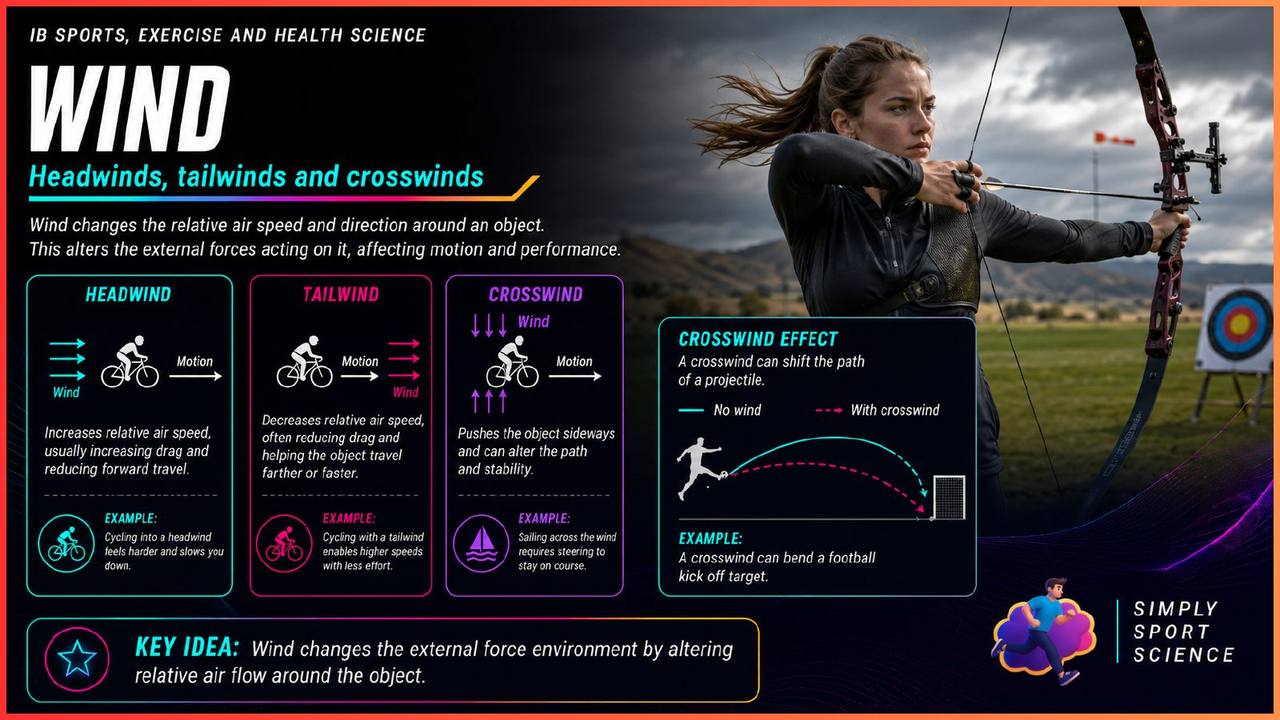 IB SPORTS, EXERCISE AND HEALTH SCIENCE
WIND
Headwinds, tailwinds and crosswinds
Wind changes the relative air speed and direction around an object.
This alters the external forces acting on it, affecting motion and performance.
HEADWIND
Wind
Motion
Increases relative air speed,
usually increasing drag and
reducing forward travel.
EXAMPLE:
Cycling into a headwind
feels harder and slows you
down.
TAILWIND
Motion
Wind
Decreases relative air speed,
often reducing drag and
helping the object travel
farther or faster.
EXAMPLE:
Cycling with a tailwind
enables higher speeds
with less effort.
CROSSWIND
Wind
Motion
Pushes the object sideways
and can alter the path
and stability.
EXAMPLE:
Sailing across the wind
requires steering to
stay on course.
CROSSWIND EFFECT
A crosswind can shift the path
of a projectile.
No wind
With crosswind
EXAMPLE:
A crosswind can bend a football
kick off target.
KEY IDEA: Wind changes the external force environment by altering
relative air flow around the object.
SIMPLY
SPORT
SCIENCE